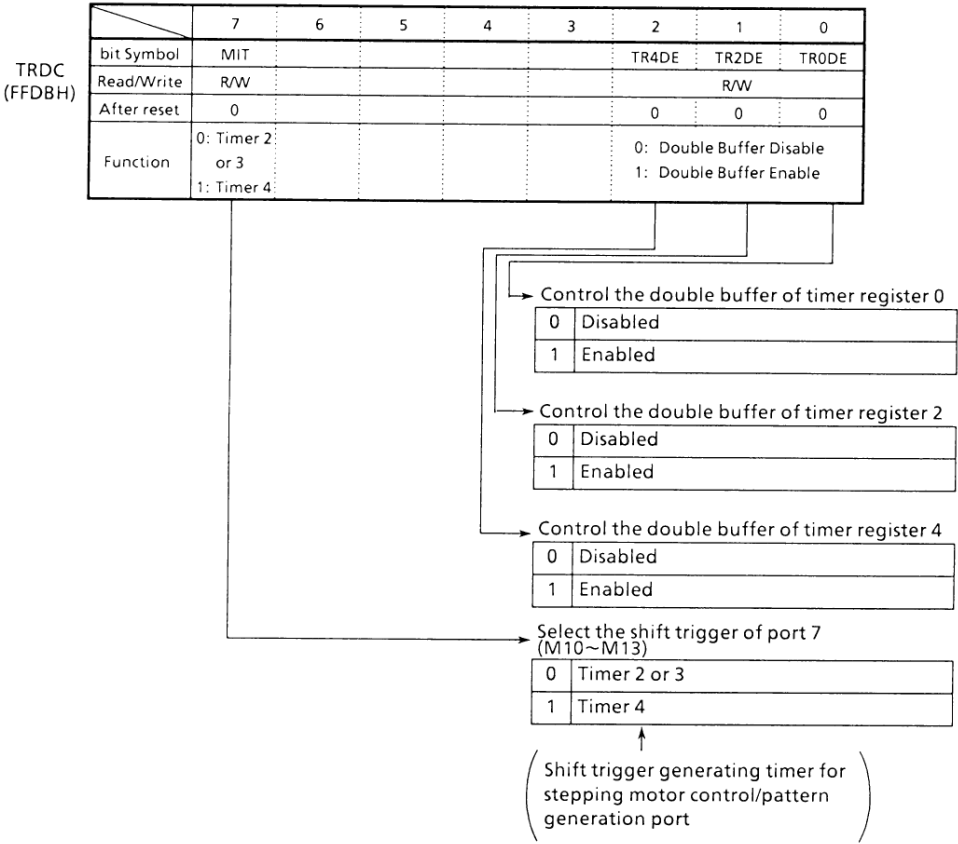 7 6 5 4 3 2 1 0
bit Symbol MIT TR4DE TR2DE TR0DE
TRDC
(FFDBH)
Read/Write R/W R/W
After reset 0 0 0 0
Function
0: Timer 2
or 3
1: Timer 4
0: Double Buffer Disable
1: Double Buffer Enable
Control the double buffer of timer register 0
0 Disabled
1 Enabled
Control the double buffer of timer register 2
0 Disabled
1 Enabled
Control the double buffer of timer register 4
0 Disabled
1 Enabled
Select the shift trigger of port 7
(M10~M13)
0 Timer 2 or 3
1 Timer 4
(Shift trigger generating timer for
stepping motor control/pattern
generation port)